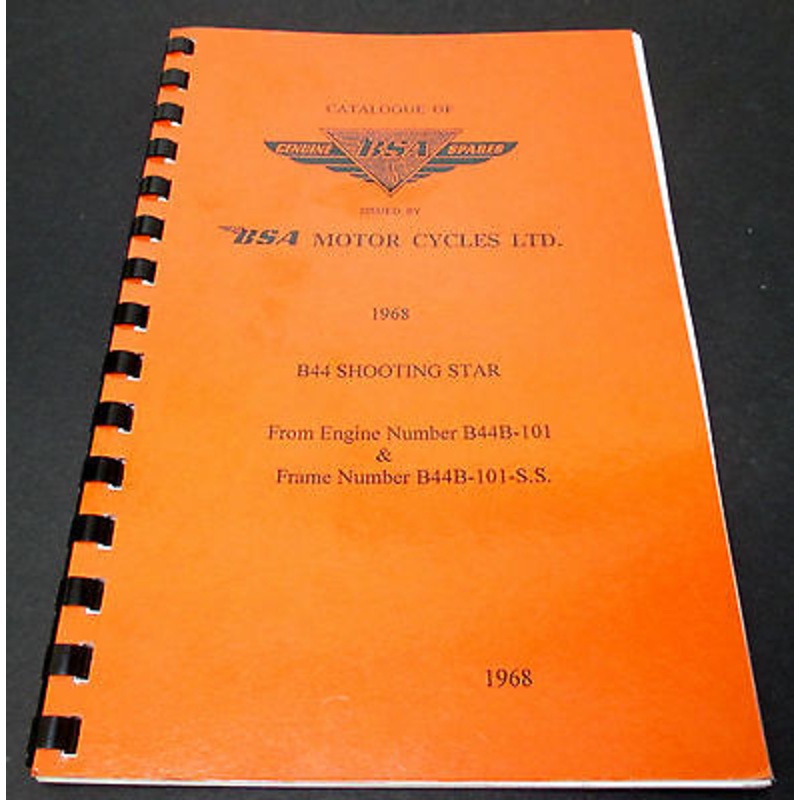 CATALOGUE OF
GENUINE BSA SPARES
ISSUED BY
BSA MOTOR CYCLES LTD.
1968
B44 SHOOTING STAR
From Engine Number B44B-101
&
Frame Number B44B-101-S.S.
1968